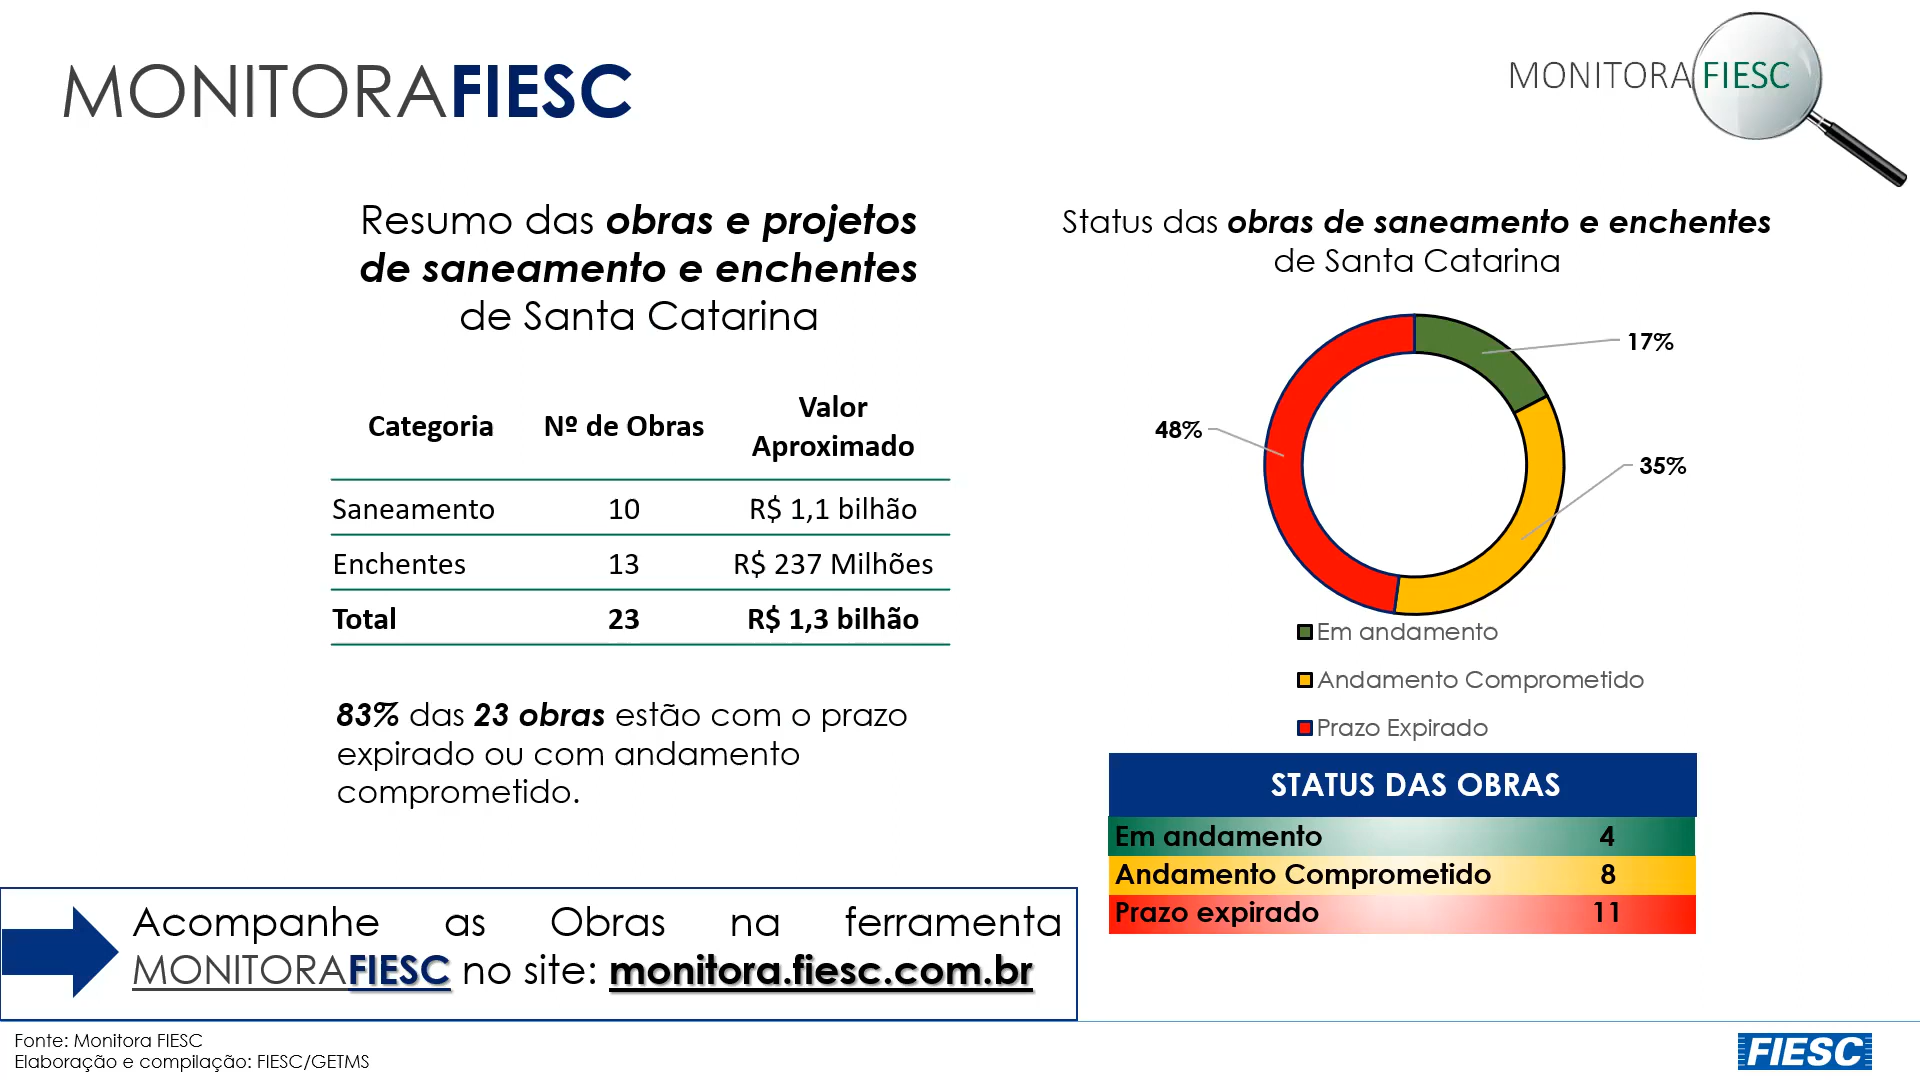 MONITORAFIESC
MONITORA FIESC
Resumo das obras e projetos
de saneamento e enchentes
de Santa Catarina
Categoria Nº de Obras Valor Aproximado
Saneamento 10 R$ 1,1 bilhão
Enchentes 13 R$ 237 Milhões
Total 23 R$ 1,3 bilhão
83% das 23 obras estão com o prazo
expirado ou com andamento
comprometido.
Status das obras de saneamento e enchentes
de Santa Catarina
17%
48%
35%
Em andamento
Andamento Comprometido
Prazo Expirado
STATUS DAS OBRAS
Em andamento 4
Andamento Comprometido 8
Prazo expirado 11
Acompanhe as Obras na ferramenta
MONITORAFIESC no site: monitora.fiesc.com.br
Fonte: Monitora FIESC
Elaboração e compilação: FIESC/GETMS
FIESC